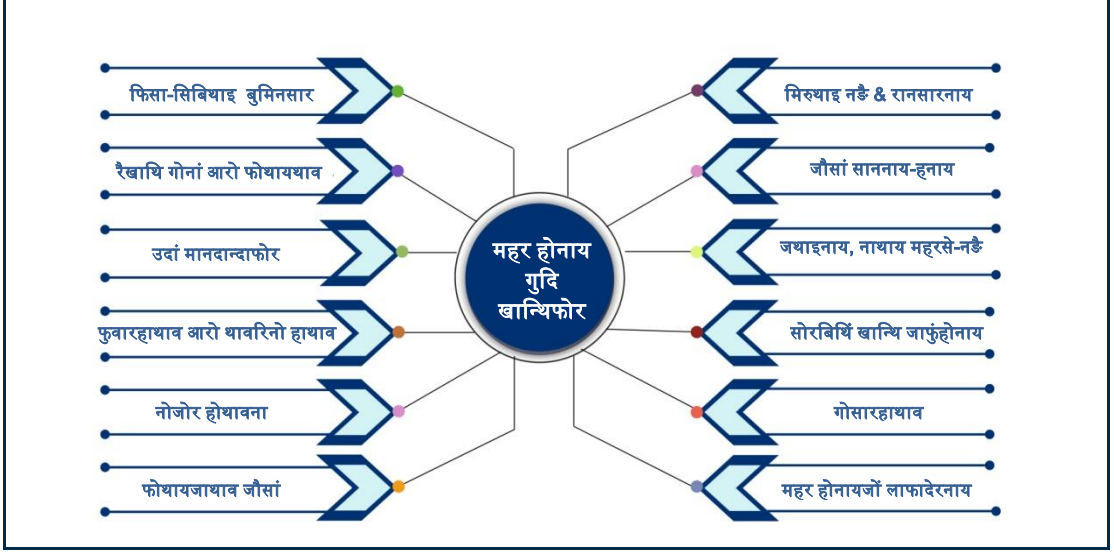 फिसा-सिबिथाइ बुमिनसार
रैखाथि गोनां आरो फोथायथाव
उदां मानदान्दाफोर
फुवारहाथाव आरो थावरिनो हाथाव
नोजोर होथावना
फोथायजाथाव जौसां
महर होनाय
गुदि
खान्थिफोर
मिरुथाइ नङै & रानसारनाय
जौसां साननाय-हनाय
जथाइनाय, नाथाय महरसे-नङै
सोरबिथिं खान्थि जाफुंहोनाय
गोसारहाथाव
महर होनायजों लाफादेरनाय